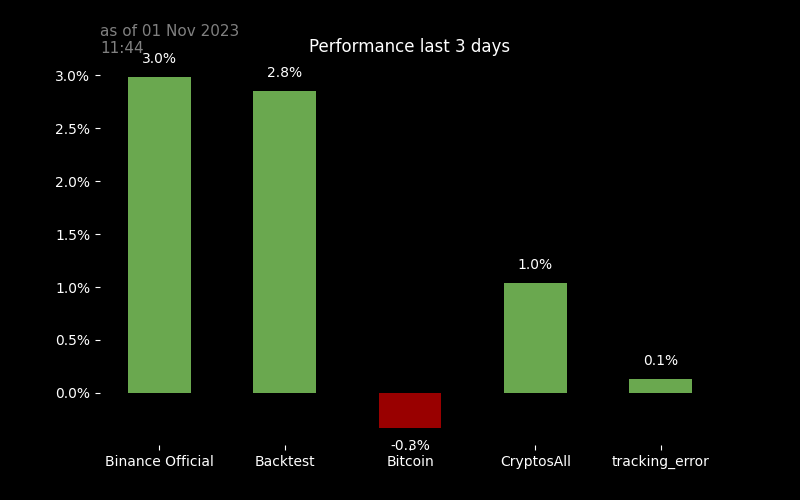 as of 01 Nov 2023
11:44
Performance last 3 days
3.0%
2.8%
-0.3%
1.0%
0.1%
3.0%
2.5%
2.0%
1.5%
1.0%
0.5%
0.0%
Binance Official
Backtest
Bitcoin
CryptosAll
tracking_error